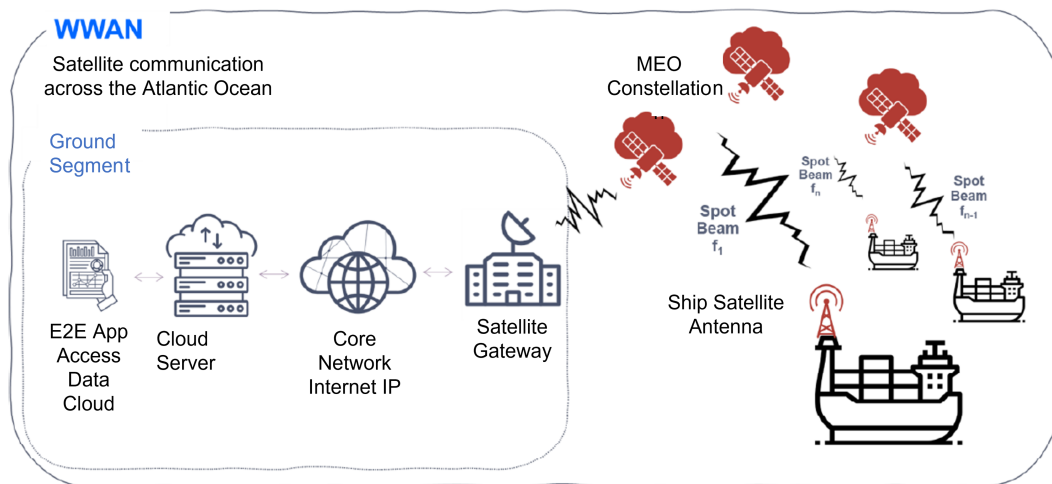 WWAN
Satellite communication
across the Atlantic Ocean
Ground
Segment
E2E App
Access
Data
Cloud
Cloud
Server
Core
Network
Internet IP
Satellite
Gateway
MEO
Constellation
Spot
Beam
f1
Spot
Beam
fn
Spot
Beam
fn-1
Ship Satellite
Antenna